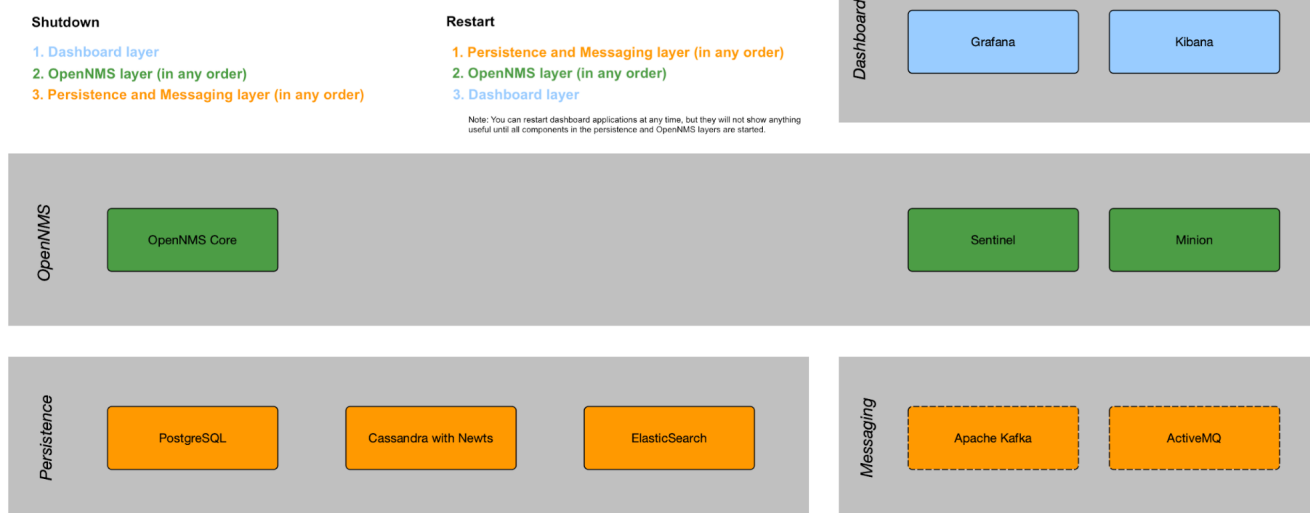 Shutdown
1. Dashboard layer
2. OpenNMS layer (in any order)
3. Persistence and Messaging layer (in any order)
Restart
1. Persistence and Messaging layer (in any order)
2. OpenNMS layer (in any order)
3. Dashboard layer
Note: You can restart dashboard applications at any time, but they will not show anything
useful until all components in the persistence and OpenNMS layers are started.
Dashboard
Grafana
Kibana
OpenNMS
OpenNMS Core
Sentinel
Minion
Persistence
PostgreSQL
Cassandra with Newts
ElasticSearch
Messaging
Apache Kafka
ActiveMQ